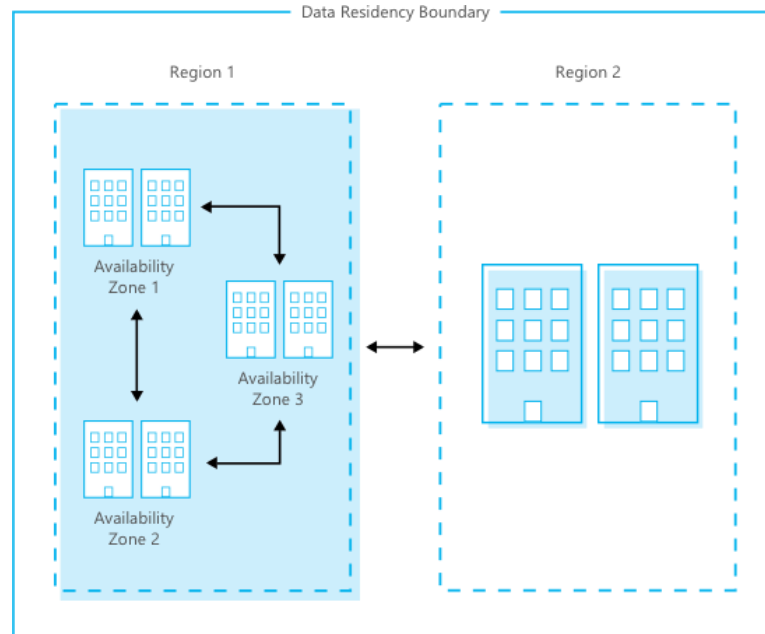 Data Residency Boundary
Region 1
Region 2
Availability
Zone 1
Availability
Zone 3
Availability
Zone 2